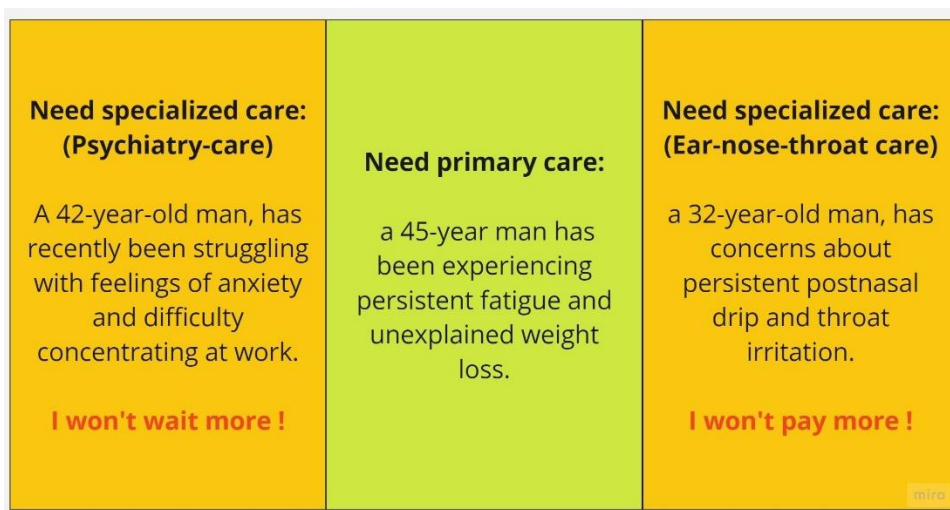 Need specialized care:
(Psychiatry-care)
A 42-year-old man, has
recently been struggling
with feelings of anxiety
and difficulty
concentrating at work.
I won't wait more !
Need primary care:
a 45-year man has
been experiencing
persistent fatigue and
unexplained weight
loss.
Need specialized care:
(Ear-nose-throat care)
a 32-year-old man, has
concerns about
persistent postnasal
drip and throat
irritation.
I won't pay more !
miro